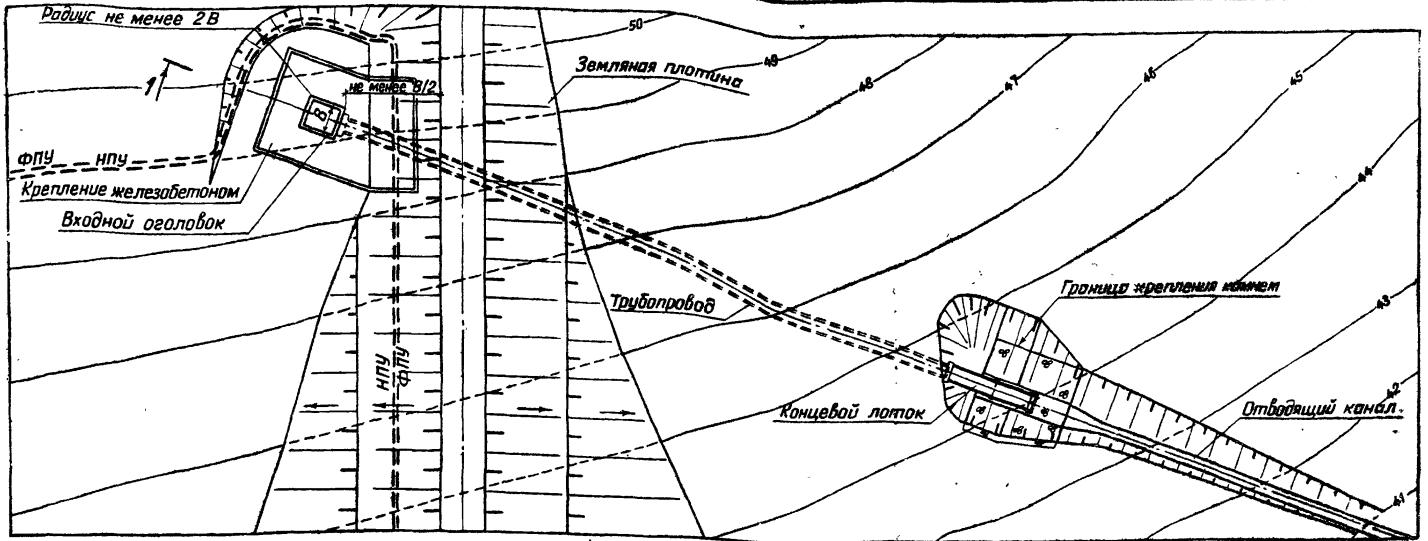 Радиус не менее 2В
50
49
48
47
46
45
Земляная плотина
1
не менее В/2
В
ФПУ НПУ
Крепление железобетоном
Входной оголовок
44
Трубопровод
Граница крепления камнем
43
НПУ
ФПУ
42
Концевой лоток
Отводящий канал.
41